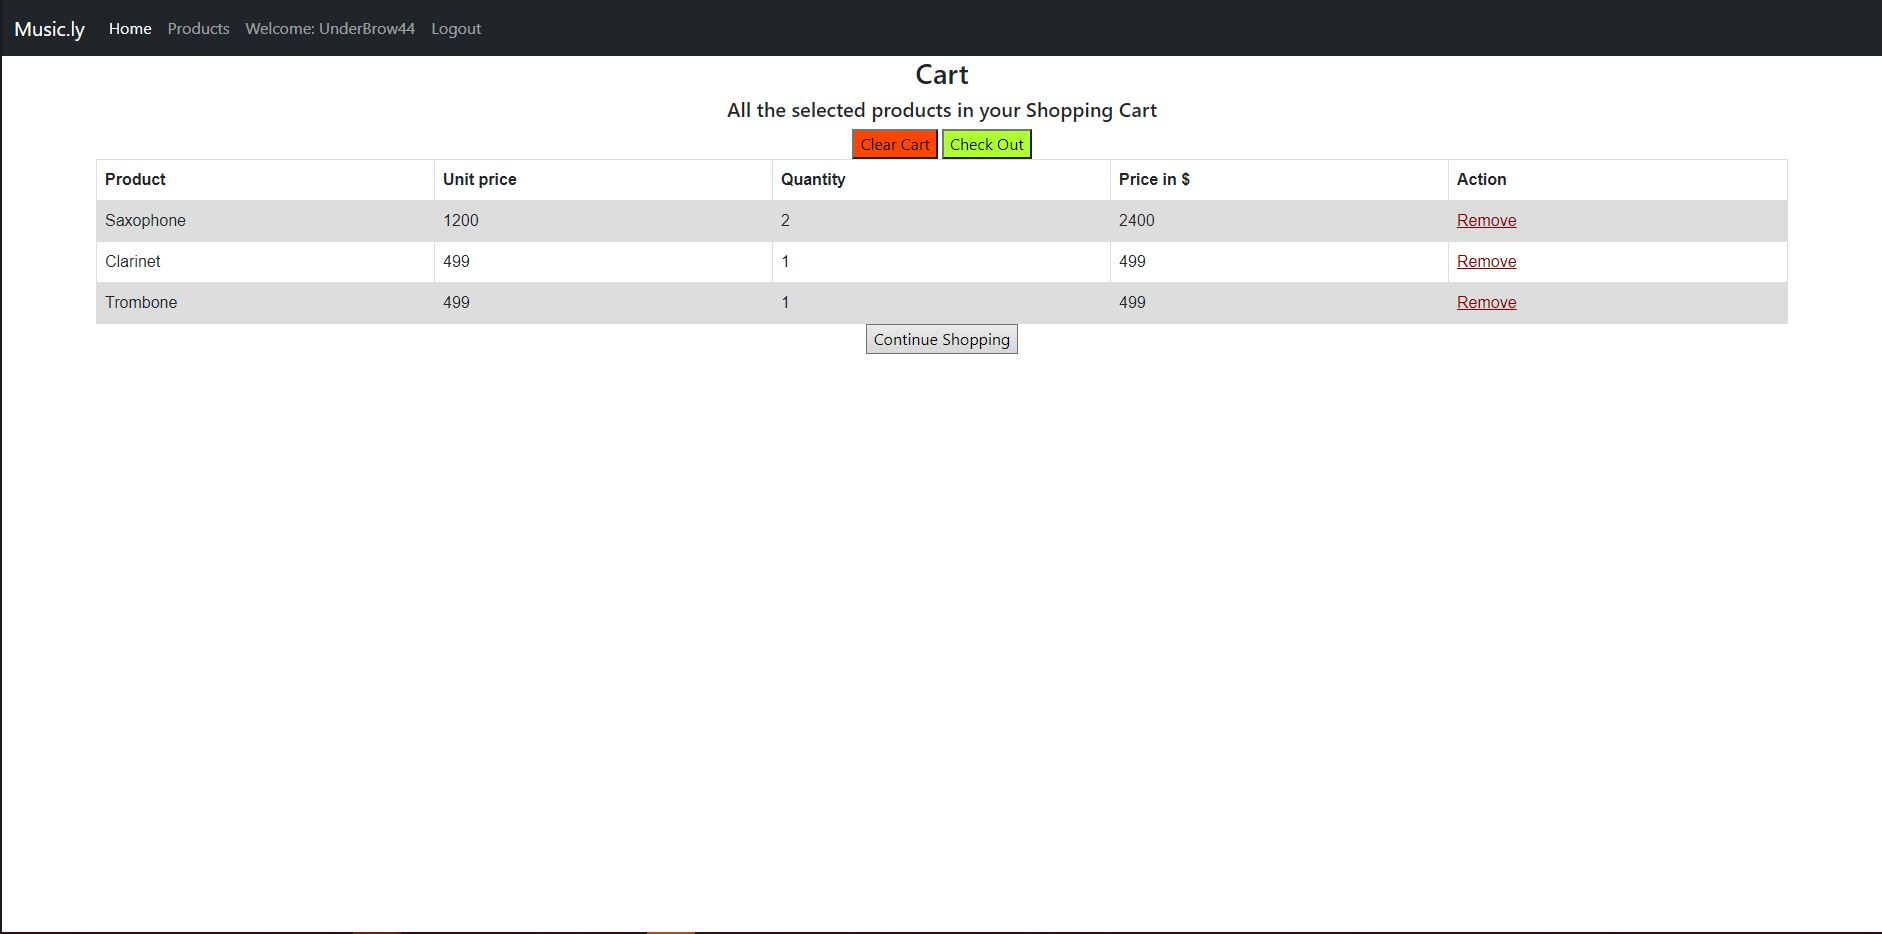 Music.ly Home Products Welcome: UnderBrow44 Logout
Cart
All the selected products in your Shopping Cart
Clear Cart Check Out
Product Unit price Quantity Price in $ Action
Saxophone 1200 2 2400 Remove
Clarinet 499 1 499 Remove
Trombone 499 1 499 Remove
Continue Shopping